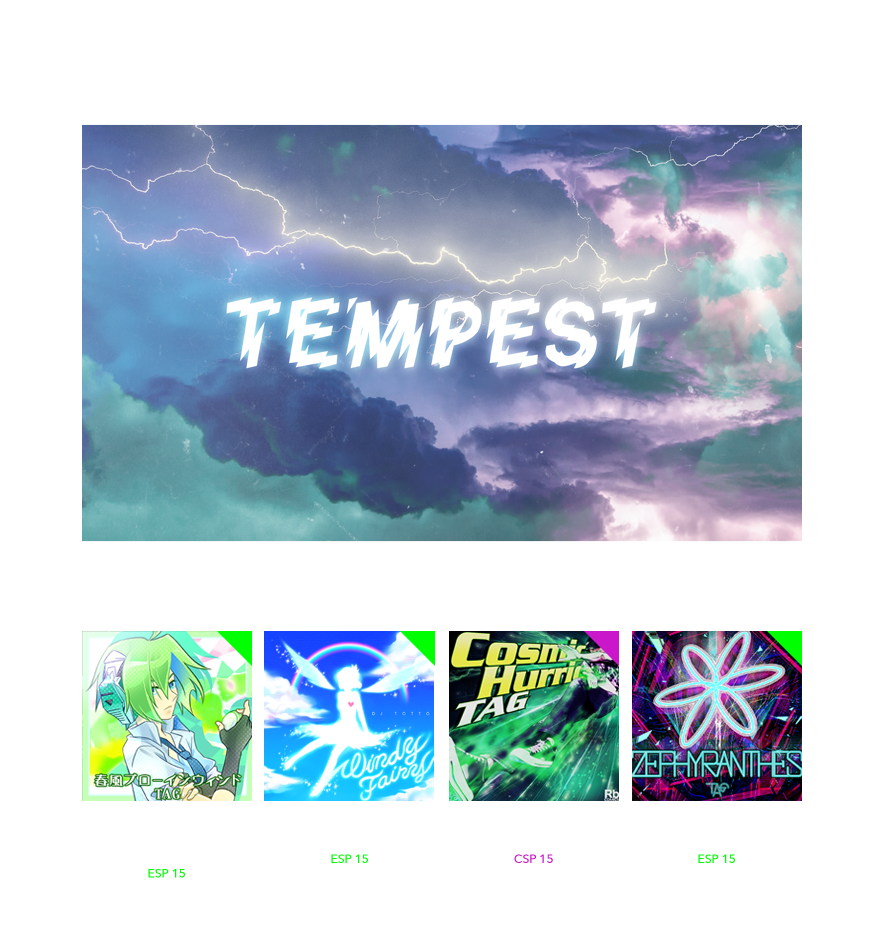 TEMPEST
春風ブローインウィンド
TAG
DJ TOTTO
Windy
Fairy
Cosmic
Hurri
TAG
Rb
ZEPHYRANTHES
TAG
ESP 15
ESP 15
CSP 15
ESP 15